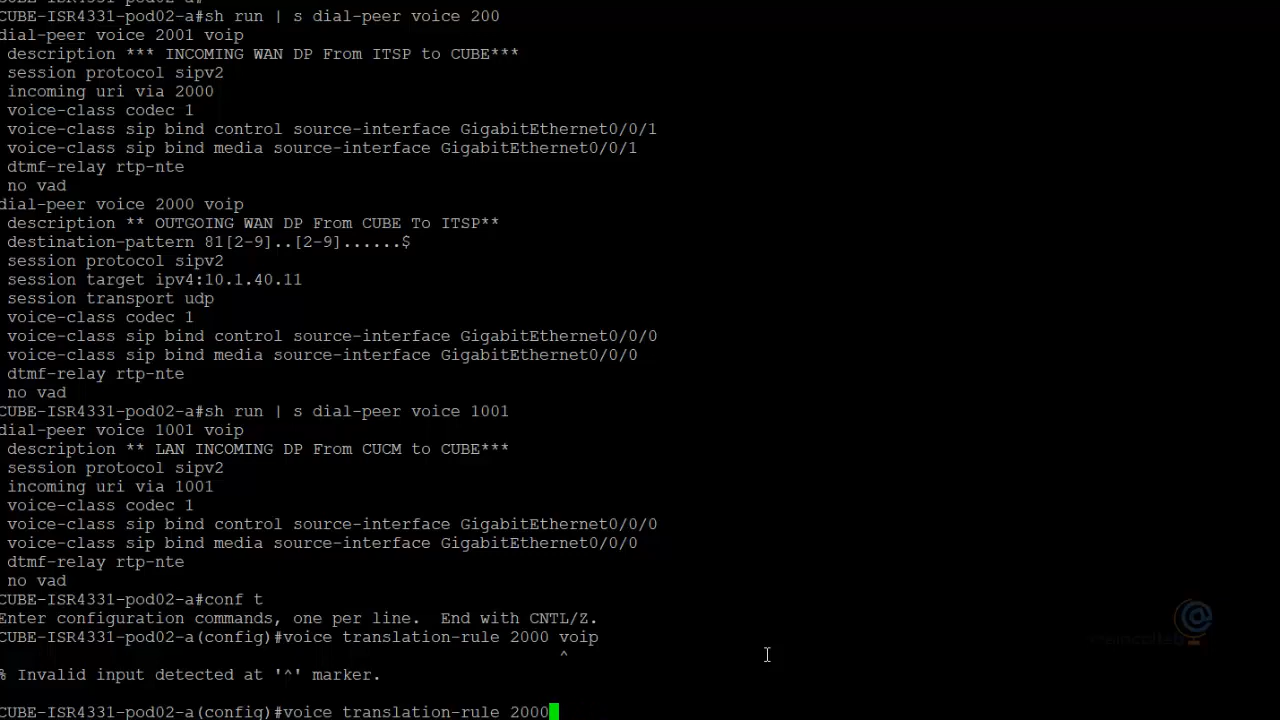 CUBE-ISR4331-pod02-a#sh run | s dial-peer voice 200
dial-peer voice 2001 voip
 description *** INCOMING WAN DP From ITSP to CUBE***
 session protocol sipv2
 incoming uri via 2000
 voice-class codec 1
 voice-class sip bind control source-interface GigabitEthernet0/0/1
 voice-class sip bind media source-interface GigabitEthernet0/0/1
 dtmf-relay rtp-nte
 no vad
dial-peer voice 2000 voip
 description ** OUTGOING WAN DP From CUBE To ITSP**
 destination-pattern 81[2-9]..[2-9]......$
 session protocol sipv2
 session target ipv4:10.1.40.11
 session transport udp
 voice-class codec 1
 voice-class sip bind control source-interface GigabitEthernet0/0/0
 voice-class sip bind media source-interface GigabitEthernet0/0/0
 dtmf-relay rtp-nte
 no vad
CUBE-ISR4331-pod02-a#sh run | s dial-peer voice 1001
dial-peer voice 1001 voip
 description ** LAN INCOMING DP From CUCM to CUBE***
 session protocol sipv2
 incoming uri via 1001
 voice-class codec 1
 voice-class sip bind control source-interface GigabitEthernet0/0/0
 voice-class sip bind media source-interface GigabitEthernet0/0/0
 dtmf-relay rtp-nte
 no vad
CUBE-ISR4331-pod02-a#conf t
Enter configuration commands, one per line.  End with CNTL/Z.
CUBE-ISR4331-pod02-a(config)#voice translation-rule 2000 voip
                                                         ^
% Invalid input detected at '^' marker.
CUBE-ISR4331-pod02-a(config)#voice translation-rule 2000